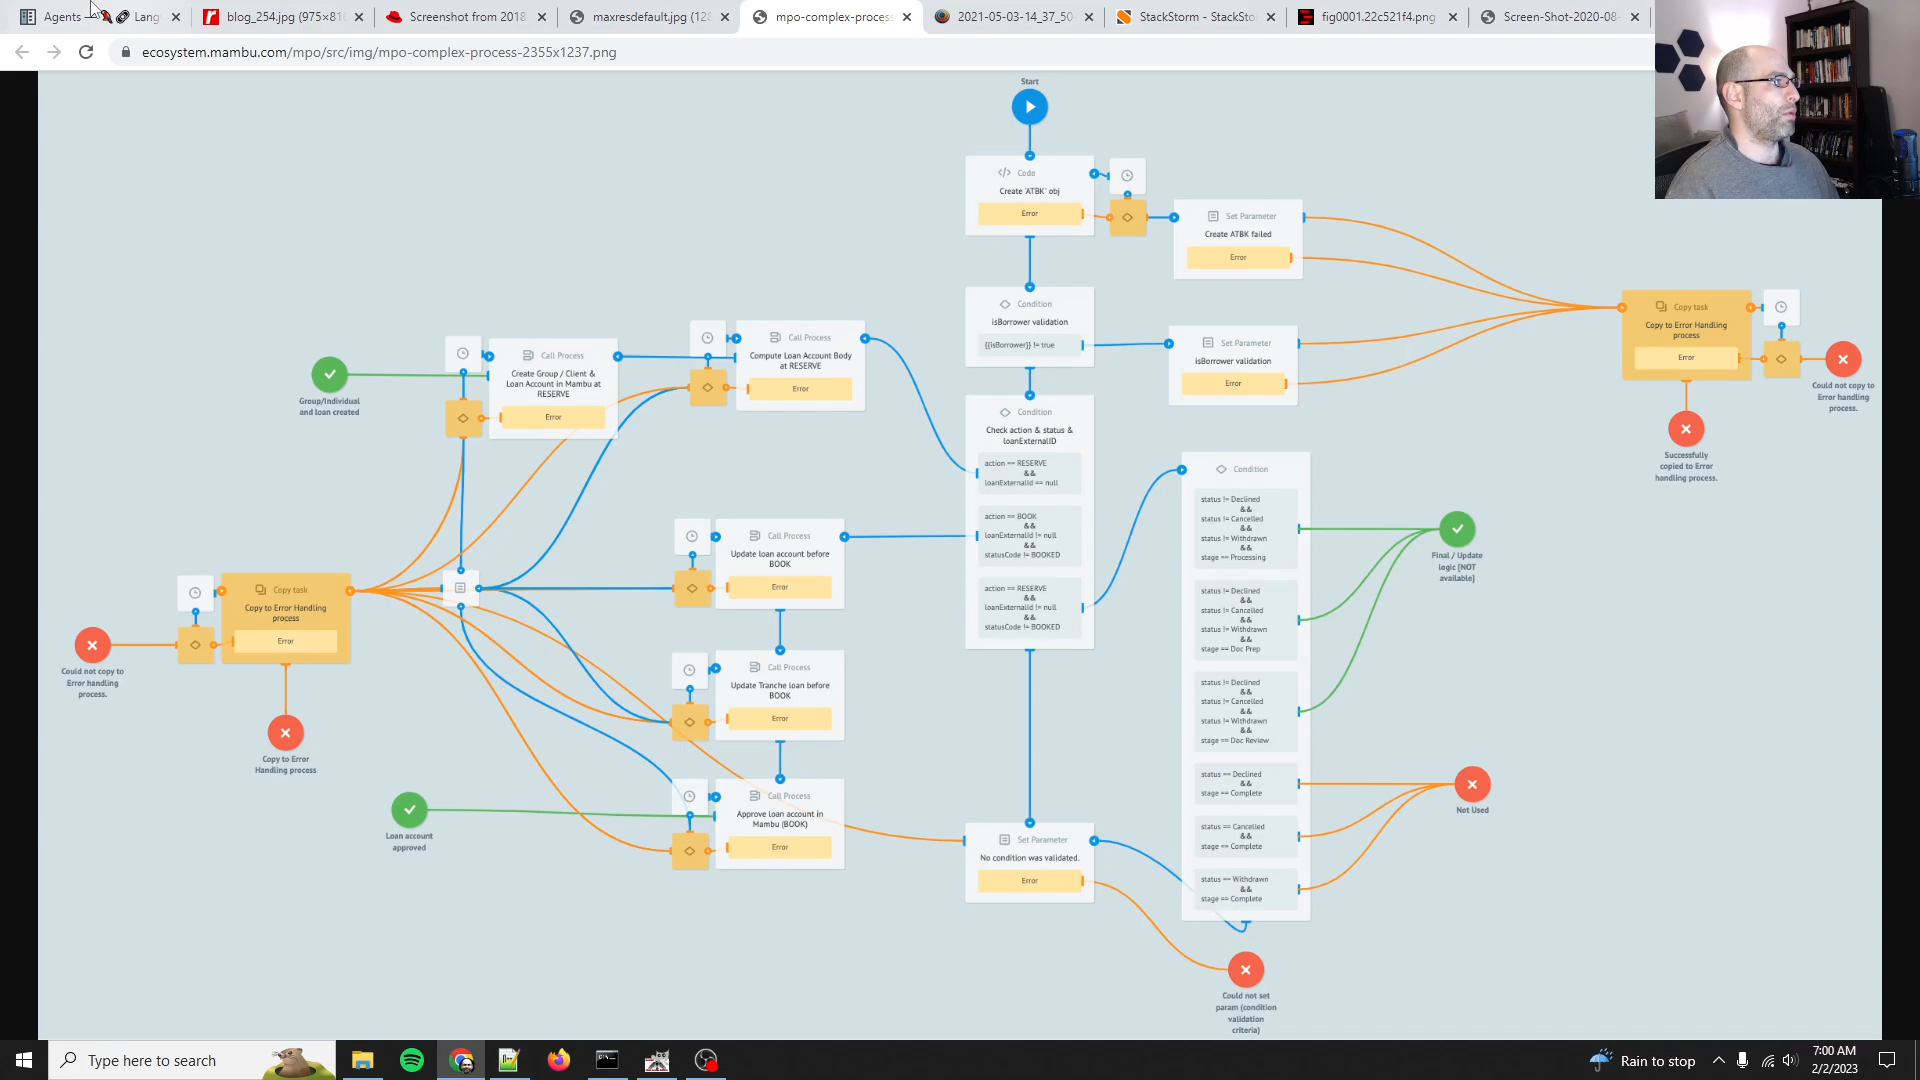 Agents
Lang
blog_254.jpg (975×81
Screenshot from 2018
maxresdefault.jpg (128
mpo-complex-process
2021-05-03-14_37_50
StackStorm - StackSto
fig0001.22c521f4.png
Screen-Shot-2020-08-
ecosystem.mambu.com/mpo/src/img/mpo-complex-process-2355x1237.png
Start
Code
Create 'ATBK' obj
Error
Set Parameter
Create ATBK failed
Error
Condition
isBorrower validation
{{isBorrower}} != true
Set Parameter
isBorrower validation
Error
Copy task
Copy to Error Handling
process
Error
Could not copy to
Error handling
process.
Successfully
copied to Error
handling process.
Call Process
Compute Loan Account Body
at RESERVE
Error
Call Process
Create Group / Client &
Loan Account in Mambu at
RESERVE
Error
Group/Individual
and loan created
Condition
Check action & status &
loanExternalID
action == RESERVE
&&
loanExternalId == null
action == BOOK
&&
loanExternalId != null
&&
statusCode != BOOKED
action == RESERVE
&&
loanExternalId != null
&&
statusCode != BOOKED
Condition
status != Declined
&&
status != Cancelled
&&
status != Withdrawn
&&
stage == Processing
status != Declined
&&
status != Cancelled
&&
status != Withdrawn
&&
stage == Doc Prep
status != Declined
&&
status != Cancelled
&&
status != Withdrawn
&&
stage == Doc Review
status == Declined
&&
stage == Complete
status == Cancelled
&&
stage == Complete
status == Withdrawn
&&
stage == Complete
Final / Update
logic [NOT
available]
Not Used
Call Process
Update loan account before
BOOK
Error
Call Process
Update Tranche loan before
BOOK
Error
Call Process
Approve loan account in
Mambu (BOOK)
Error
Copy task
Copy to Error Handling
process
Error
Could not copy to
Error handling
process.
Copy to Error
Handling process
Loan account
approved
Set Parameter
No condition was validated.
Error
Could not set
param (condition
validation
criteria)
Type here to search
Rain to stop
7:00 AM
2/2/2023